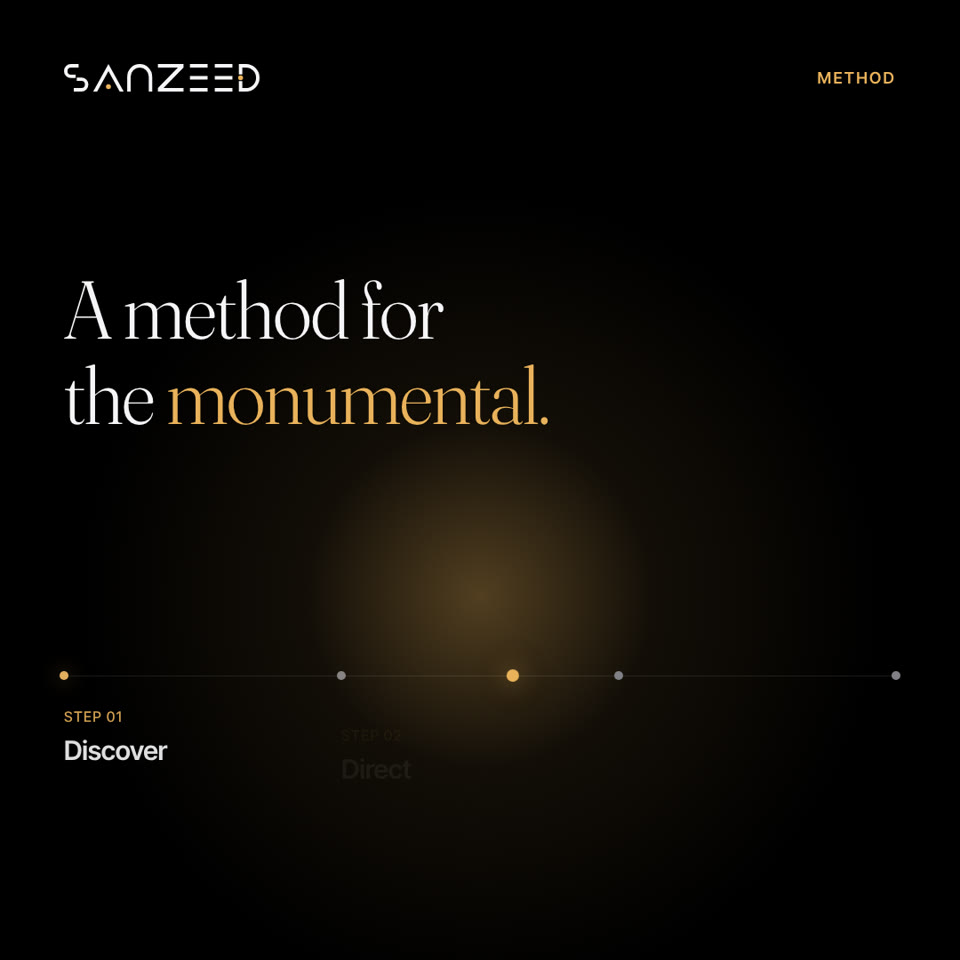 SANZEED
METHOD
A method for
the monumental.
STEP 01
Discover
STEP 02
Direct